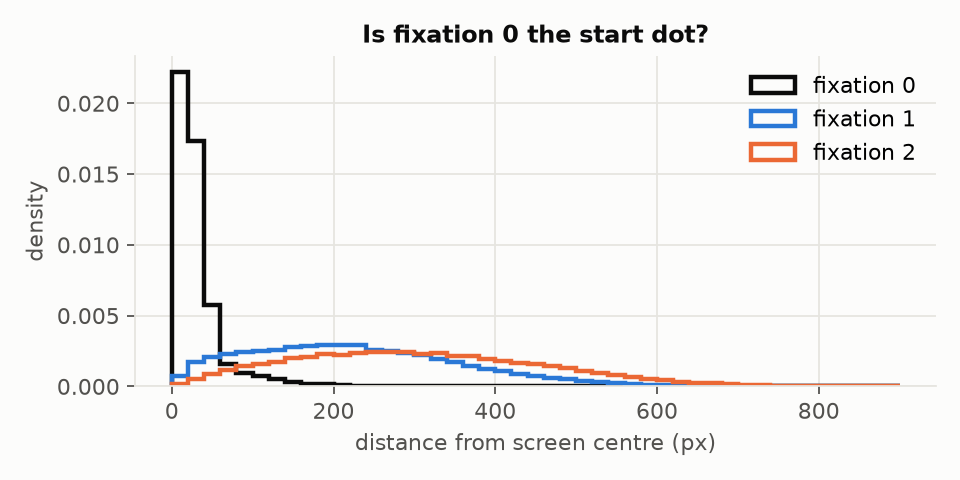 Is fixation 0 the start dot?
fixation 0
fixation 1
fixation 2
density
0.020
0.015
0.010
0.005
0.000
0 200 400 600 800
distance from screen centre (px)